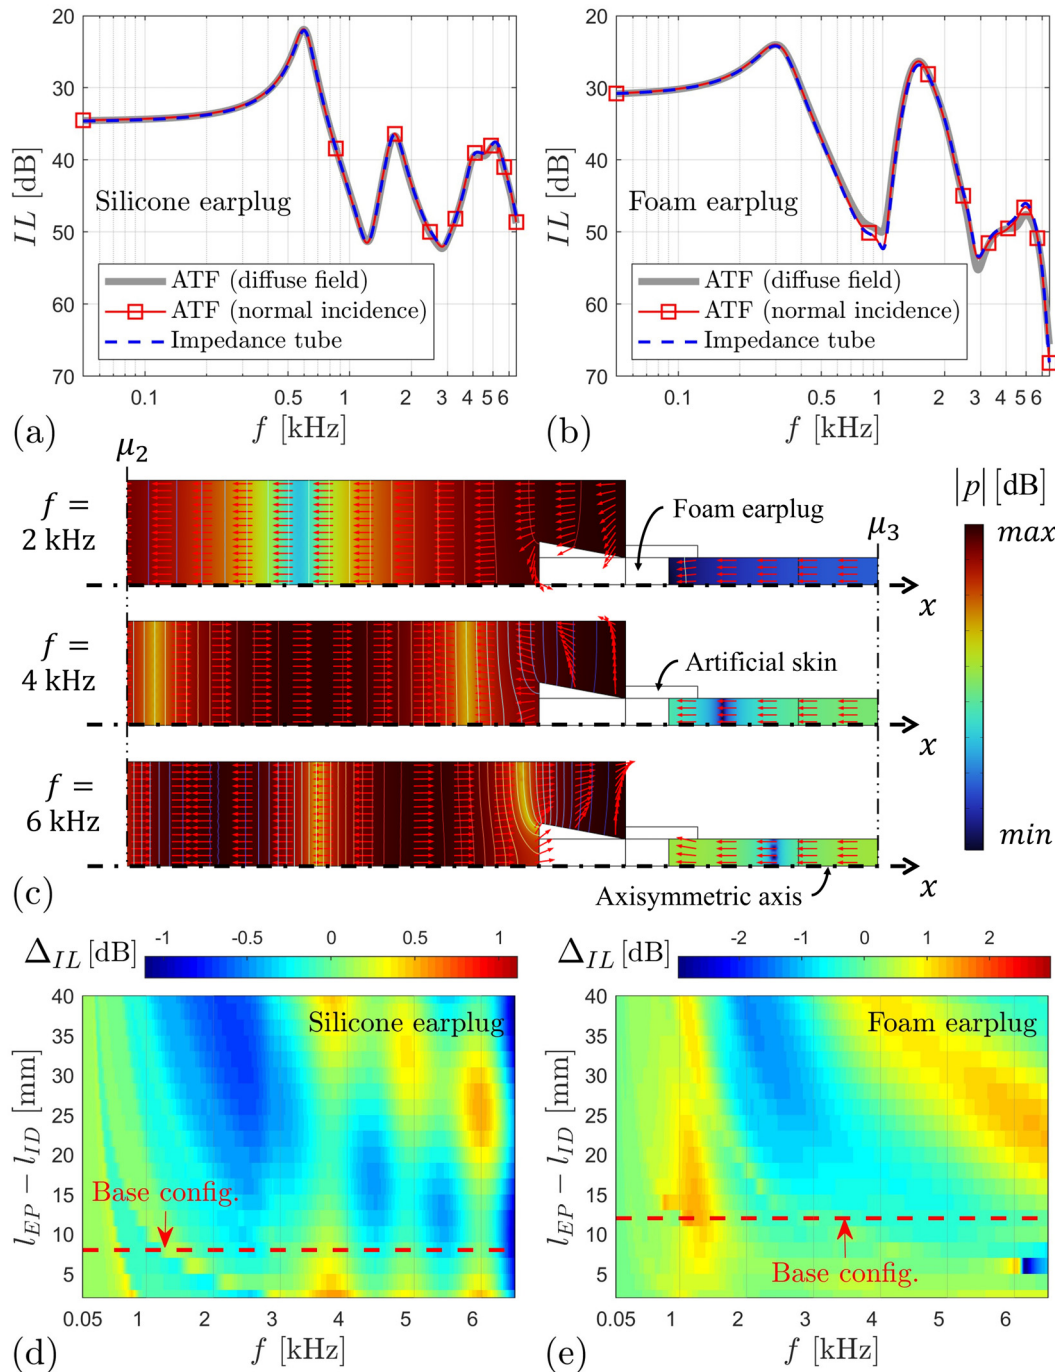 20
30
40
50
60
70
IL [dB]
Silicone earplug
ATF (diffuse field)
ATF (normal incidence)
Impedance tube
0.1 0.5 1 2 3 4 5 6
f [kHz]
(a)
20
30
40
50
60
70
IL [dB]
Foam earplug
ATF (diffuse field)
ATF (normal incidence)
Impedance tube
0.1 0.5 1 2 3 4 5 6
f [kHz]
(b)
μ2
f =
2 kHz
Foam earplug
μ3
x
f =
4 kHz
Artificial skin
x
f =
6 kHz
x
Axisymmetric axis
|p| [dB]
max
min
(c)
ΔIL [dB]
-1 -0.5 0 0.5 1
40
35
30
25
20
15
10
5
lEP − lID [mm]
Silicone earplug
Base config.
0.05 1 2 3 4 5 6
f [kHz]
(d)
ΔIL [dB]
-2 -1 0 1 2
40
35
30
25
20
15
10
5
lEP − lID [mm]
Foam earplug
Base config.
0.05 1 2 3 4 5 6
f [kHz]
(e)